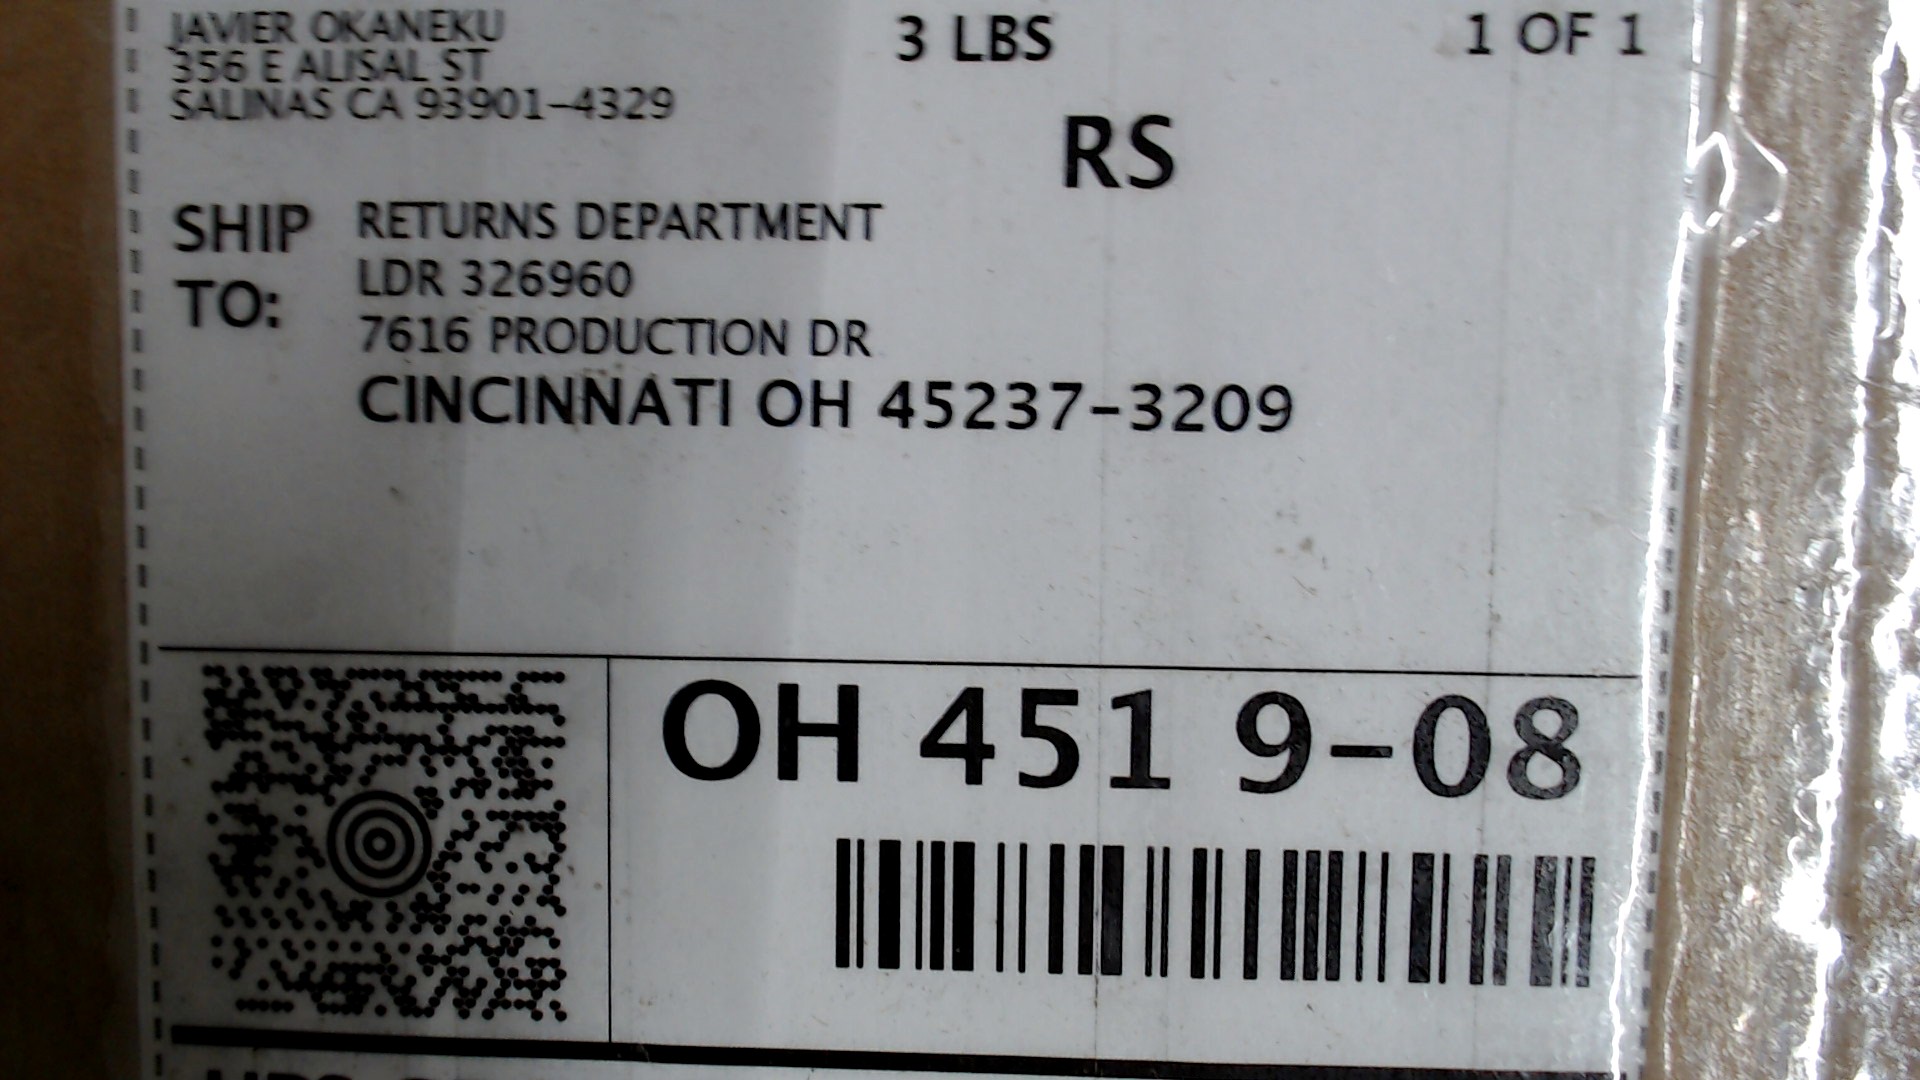 JAVIER OKANEKU
356 E ALISAL ST
SALINAS CA 93901-4329
3 LBS
1 OF 1
RS
SHIP TO:
RETURNS DEPARTMENT
LDR 326960
7616 PRODUCTION DR
CINCINNATI OH 45237-3209
OH 451 9-08